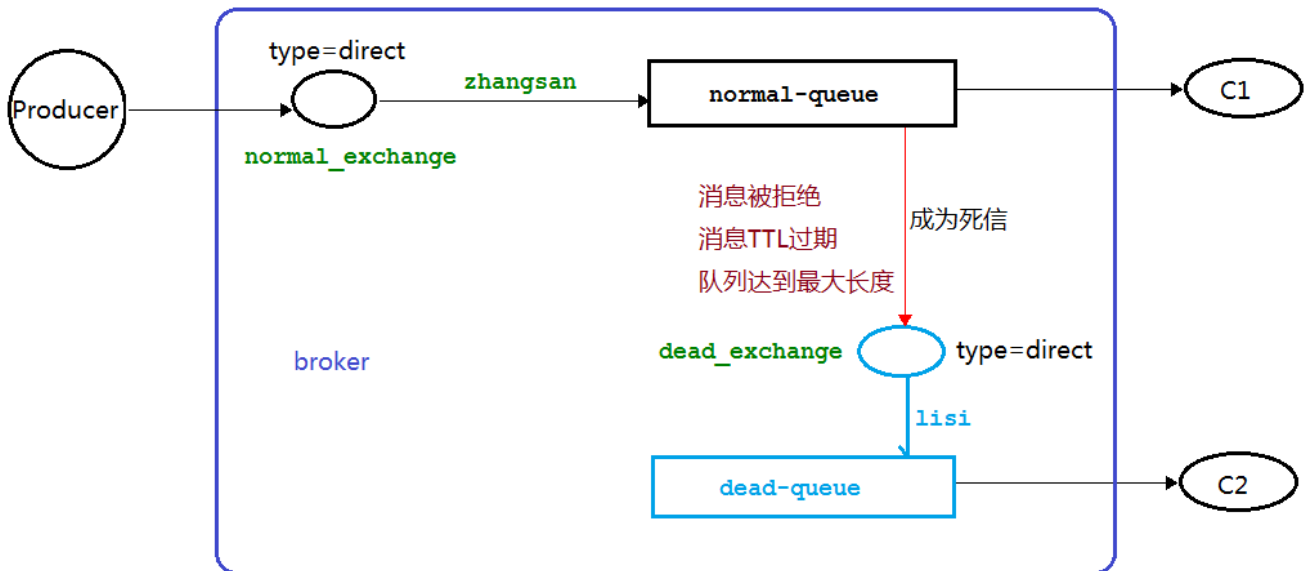 type=direct
zhangsan
Producer
normal-queue
C1
normal_exchange
消息被拒绝
消息TTL过期
队列达到最大长度
成为死信
broker
dead_exchange
type=direct
lisi
dead-queue
C2